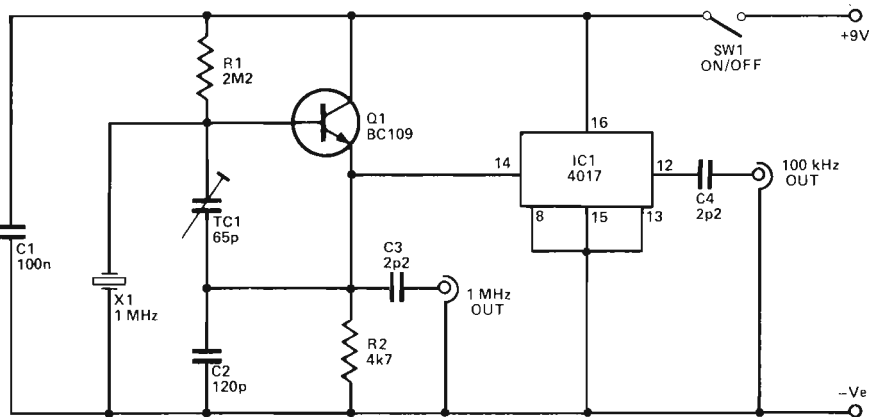 +9V
SW1
ON/OFF
R1
2M2
Q1
BC109
16
14
IC1
4017
12
100 kHz
OUT
C4
2p2
8
15
13
TC1
65p
C1
100n
C3
2p2
X1
1 MHz
1 MHz
OUT
R2
4k7
C2
120p
–Ve